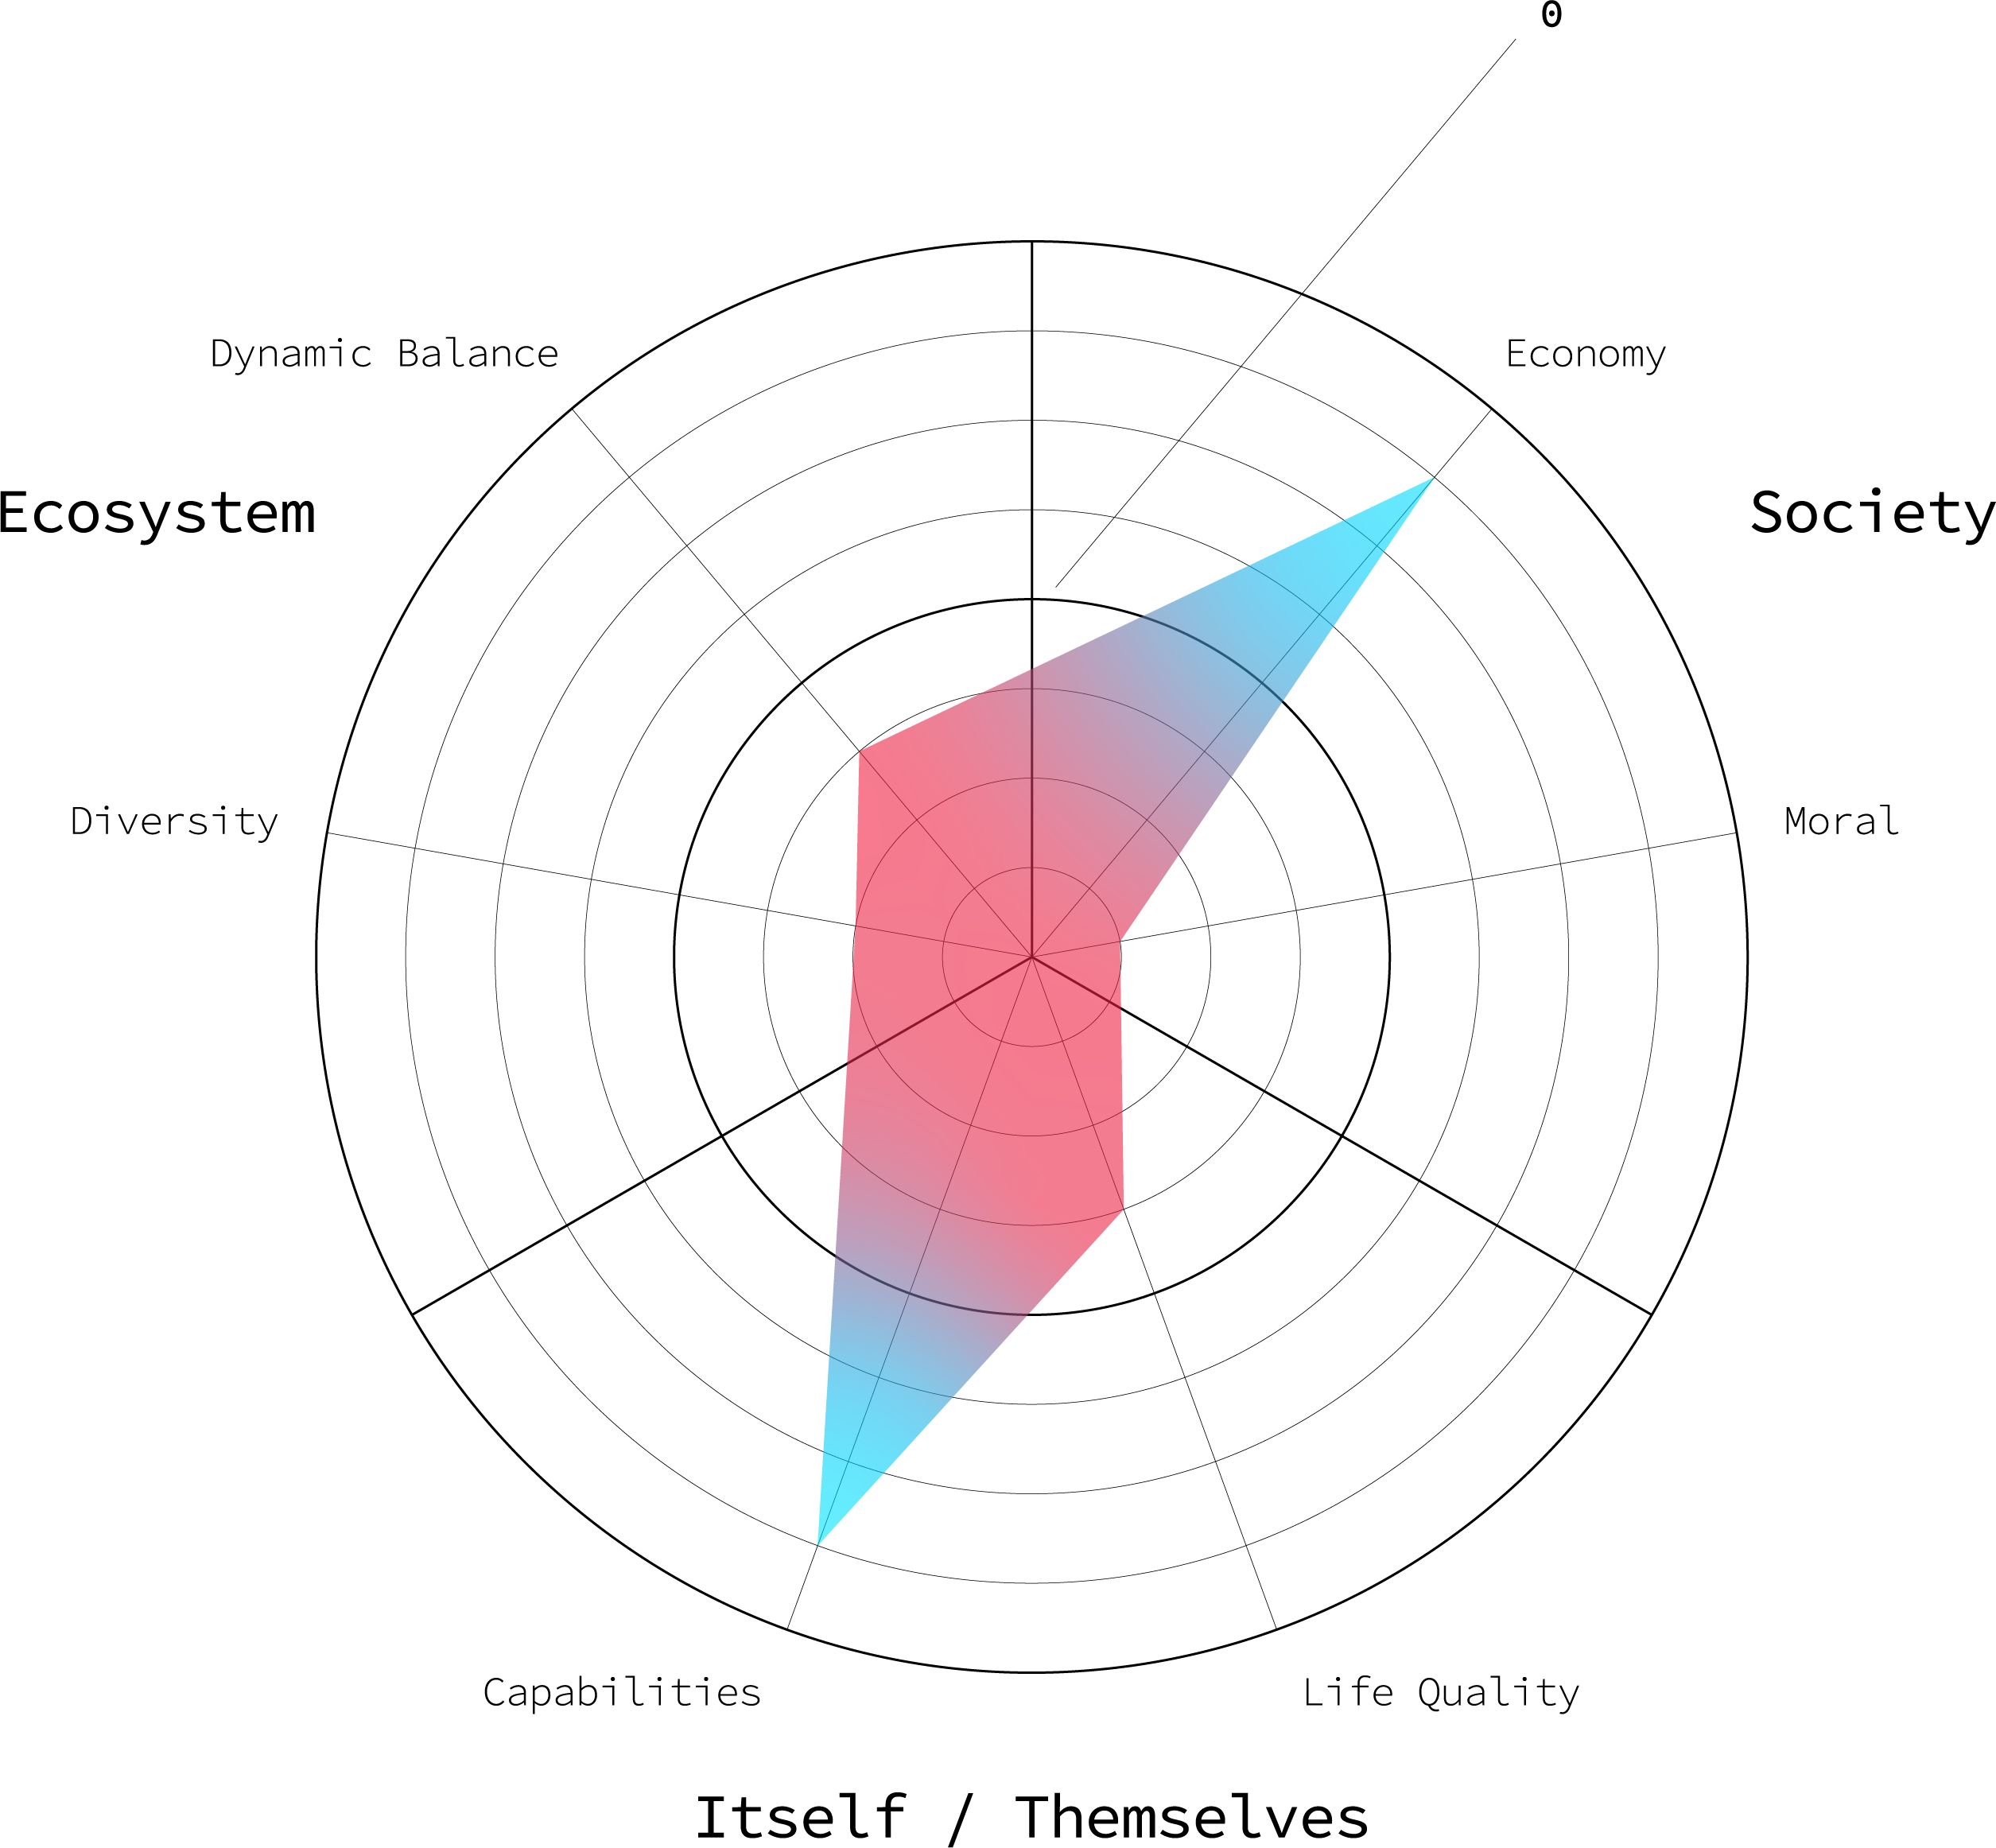 0
Dynamic Balance
Economy
Ecosystem
Society
Diversity
Moral
Capabilities
Life Quality
Itself / Themselves